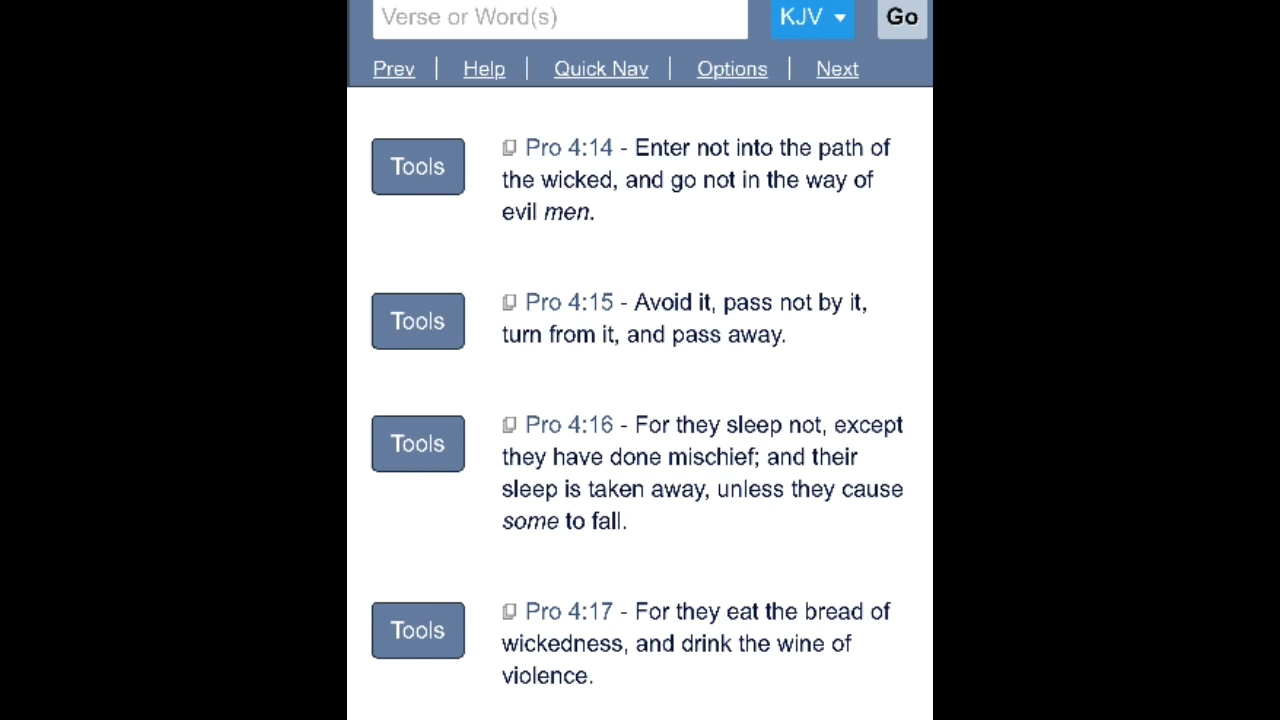 Verse or Word(s) KJV Go
Prev | Help | Quick Nav | Options | Next
Tools
Pro 4:14 - Enter not into the path of
the wicked, and go not in the way of
evil men.
Tools
Pro 4:15 - Avoid it, pass not by it,
turn from it, and pass away.
Tools
Pro 4:16 - For they sleep not, except
they have done mischief; and their
sleep is taken away, unless they cause
some to fall.
Tools
Pro 4:17 - For they eat the bread of
wickedness, and drink the wine of
violence.